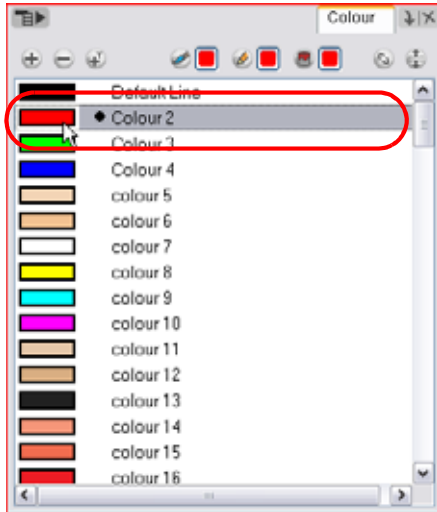 Colour
Default Line
Colour 2
Colour 3
Colour 4
colour 5
colour 6
colour 7
colour 8
colour 9
colour 10
colour 11
colour 12
colour 13
colour 14
colour 15
colour 16